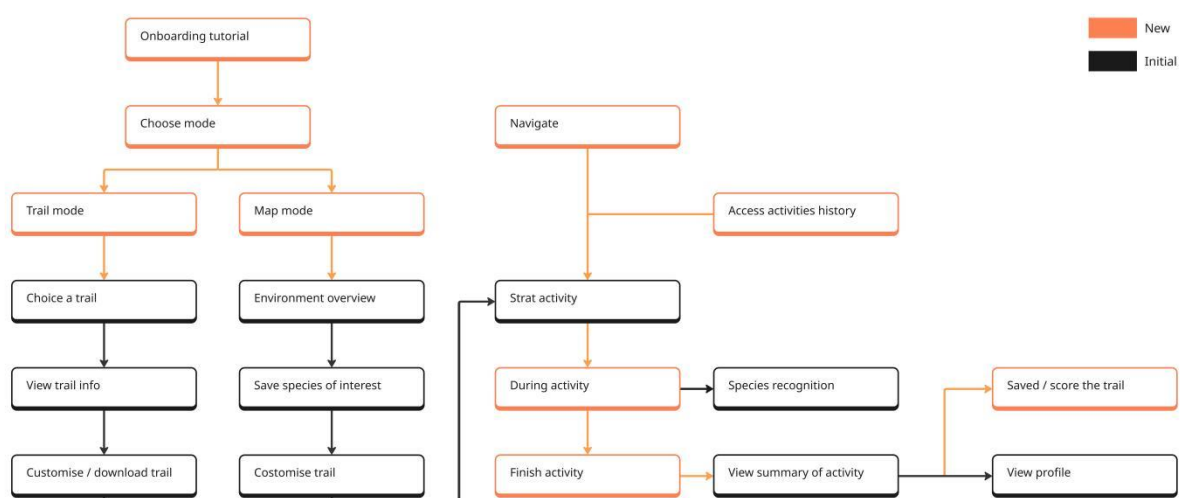 Onboarding tutorial
New
Initial
Choose mode
Navigate
Trail mode
Map mode
Access activities history
Choice a trail
Environment overview
Strat activity
View trail info
Save species of interest
During activity
Species recognition
Saved / score the trail
Customise / download trail
Costomise trail
Finish activity
View summary of activity
View profile